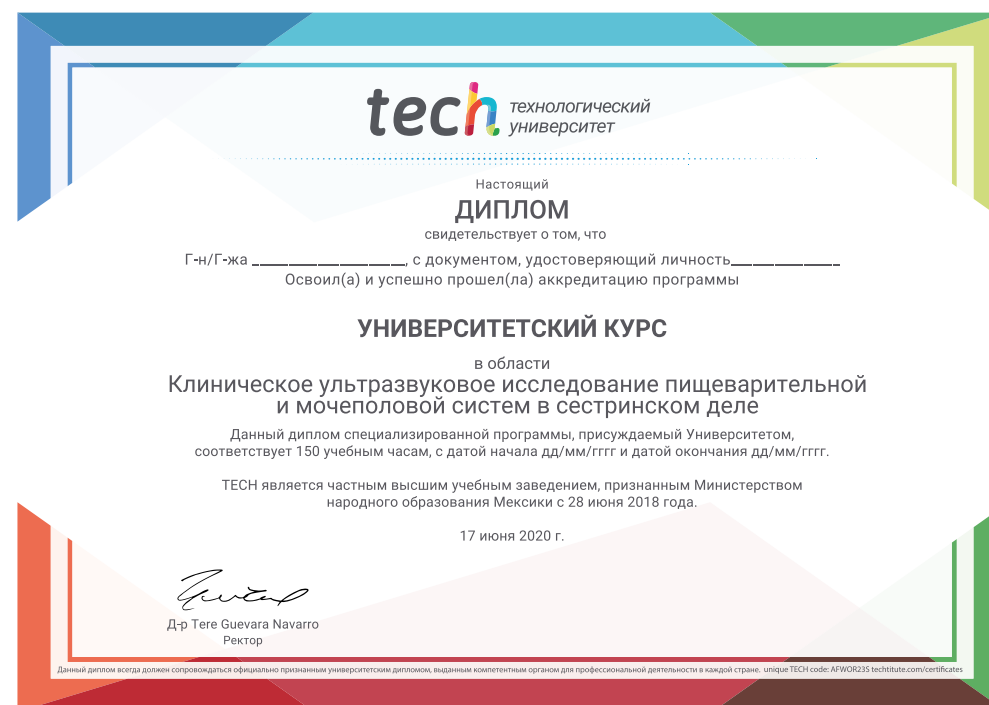 tech технологический
университет
Настоящий
ДИПЛОМ
свидетельствует о том, что
Г-н/Г-жа ________________, с документом, удостоверяющий личность____________
Освоил(а) и успешно прошел(ла) аккредитацию программы
УНИВЕРСИТЕТСКИЙ КУРС
в области
Клиническое ультразвуковое исследование пищеварительной
и мочеполовой систем в сестринском деле
Данный диплом специализированной программы, присуждаемый Университетом,
соответствует 150 учебным часам, с датой начала дд/мм/гггг и датой окончания дд/мм/гггг.
TECH является частным высшим учебным заведением, признанным Министерством
народного образования Мексики с 28 июня 2018 года.
17 июня 2020 г.
Д-р Tere Guevara Navarro
Ректор
Данный диплом всегда должен сопровождаться официально признанным университетским дипломом, выданным компетентным органом для профессиональной деятельности в каждой стране. unique TECH code: AFWOR23S techtitute.com/certificates